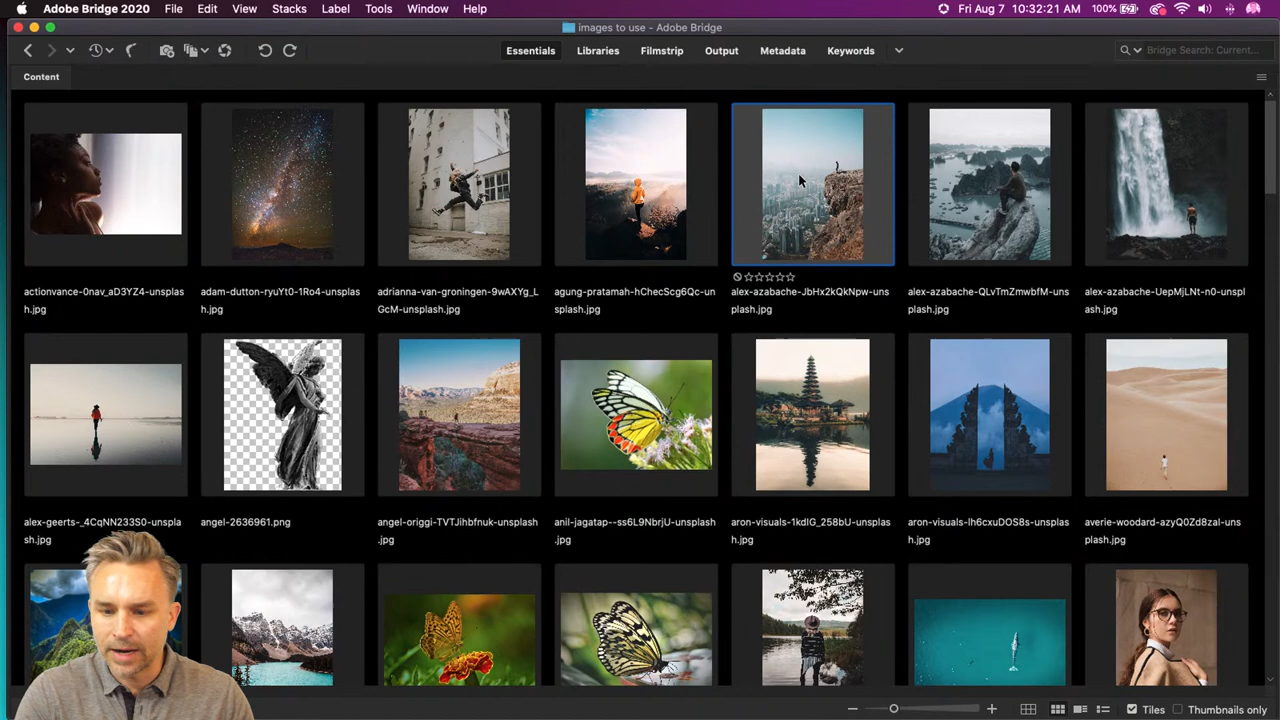 Adobe Bridge 2020 File Edit View Stacks Label Tools Window Help 100% Fri Aug 7 10:32:21 AM
images to use - Adobe Bridge
Essentials Libraries Filmstrip Output Metadata Keywords Bridge Search: Current...
Content
actionvance-0nav_aD3YZ4-unsplas
h.jpg
adam-dutton-ryuYt0-1Ro4-unsplas
h.jpg
adrianna-van-groningen-9wAXYg_L
GcM-unsplash.jpg
agung-pratamah-hChecScg6Qc-un
splash.jpg
alex-azabache-JbHx2kQkNpw-uns
plash.jpg
alex-azabache-QLvTmZmwbfM-uns
plash.jpg
alex-azabache-UepMjLNt-n0-unspl
ash.jpg
alex-geerts-_4CqNN233S0-unspla
sh.jpg
angel-2636961.png
angel-origgi-TVTJihbfnuk-unsplash
.jpg
anil-jagatap--ss6L9NbrjU-unsplash
.jpg
aron-visuals-1kdIG_258bU-unsplas
h.jpg
aron-visuals-lh6cxuDOS8s-unsplas
h.jpg
averie-woodard-azyQ0Zd8zaI-uns
plash.jpg
Tiles Thumbnails only